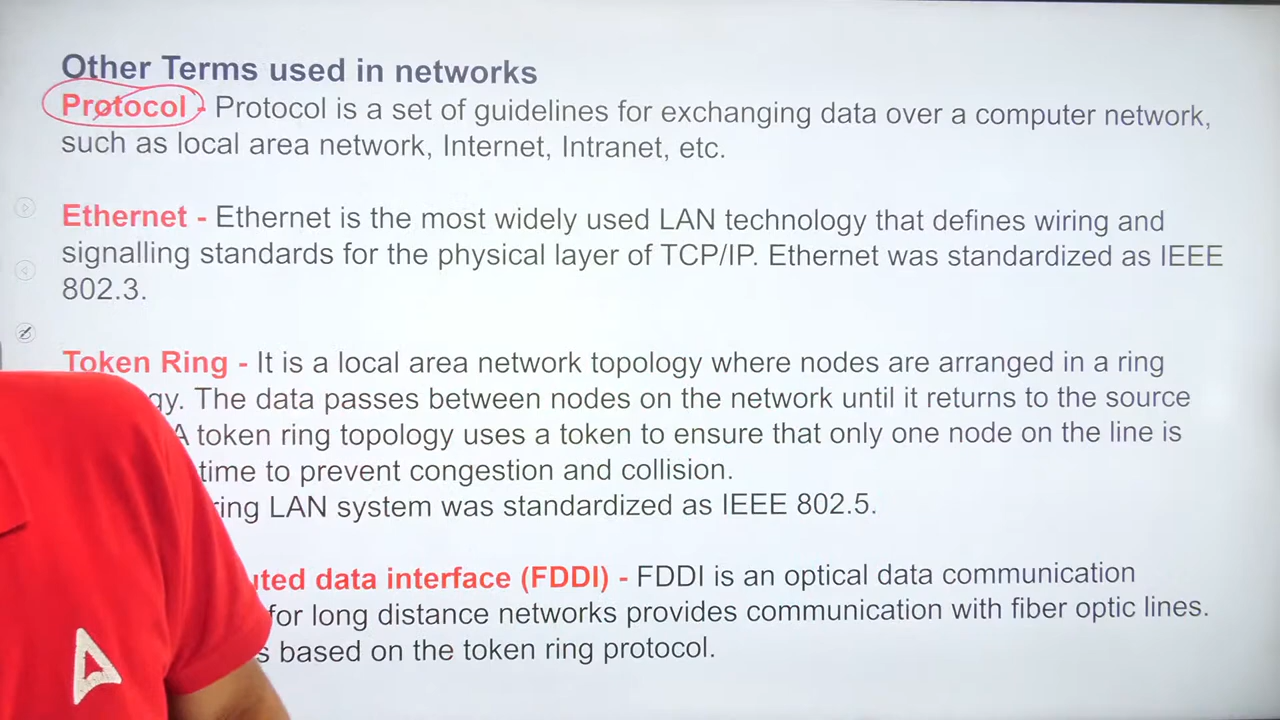 Other Terms used in networks
Protocol - Protocol is a set of guidelines for exchanging data over a computer network,
such as local area network, Internet, Intranet, etc.
Ethernet - Ethernet is the most widely used LAN technology that defines wiring and
signalling standards for the physical layer of TCP/IP. Ethernet was standardized as IEEE
802.3.
Token Ring - It is a local area network topology where nodes are arranged in a ring
gy. The data passes between nodes on the network until it returns to the source
A token ring topology uses a token to ensure that only one node on the line is
time to prevent congestion and collision.
ring LAN system was standardized as IEEE 802.5.
uted data interface (FDDI) - FDDI is an optical data communication
for long distance networks provides communication with fiber optic lines.
s based on the token ring protocol.